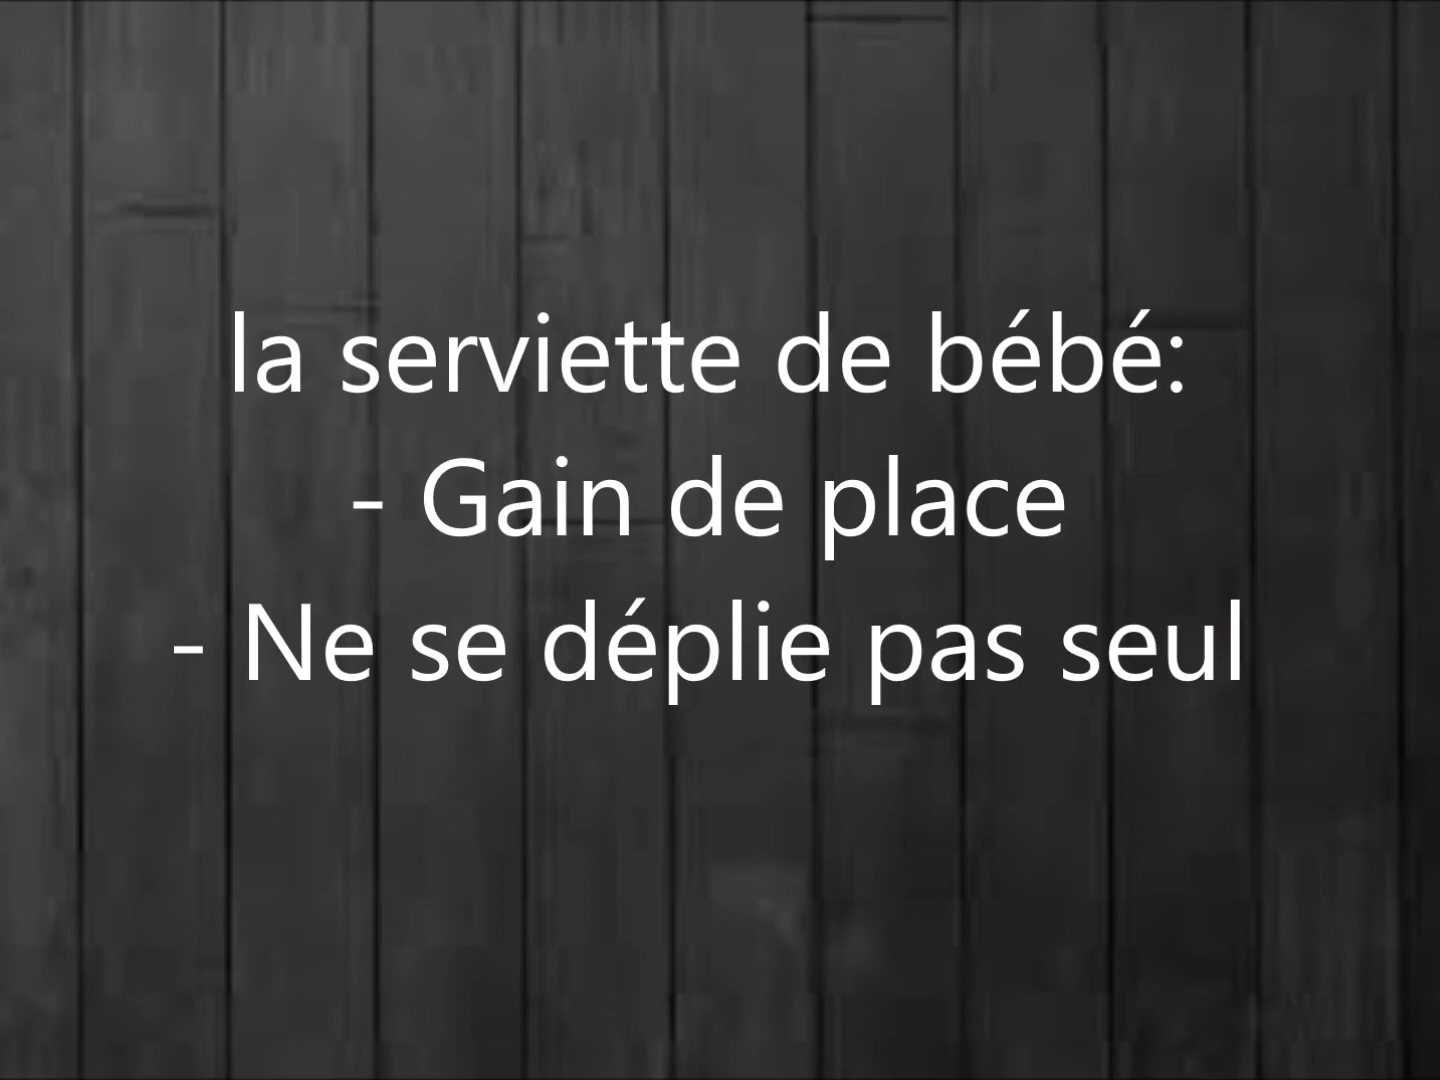 la serviette de bébé:
- Gain de place
- Ne se déplie pas seul